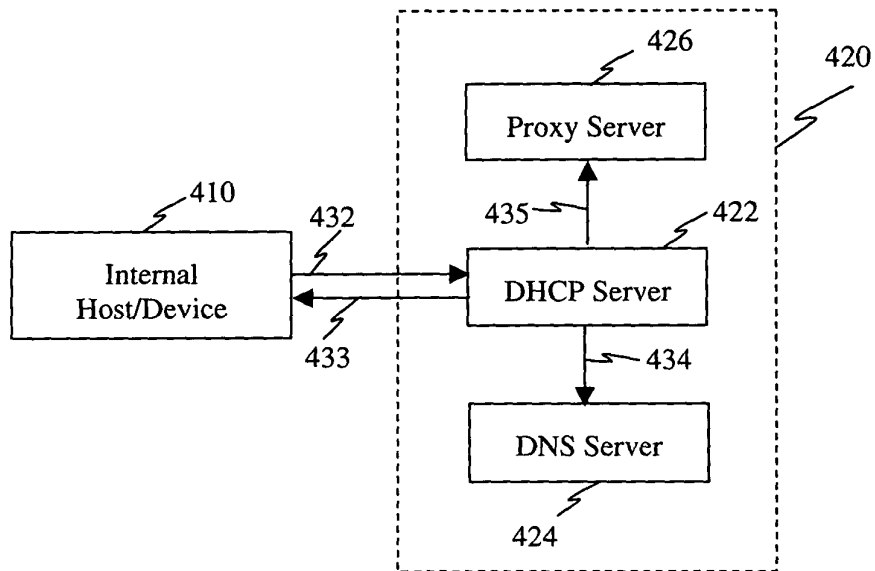 426
420
Proxy Server
410
432
435
422
Internal
Host/Device
DHCP Server
433
434
DNS Server
424